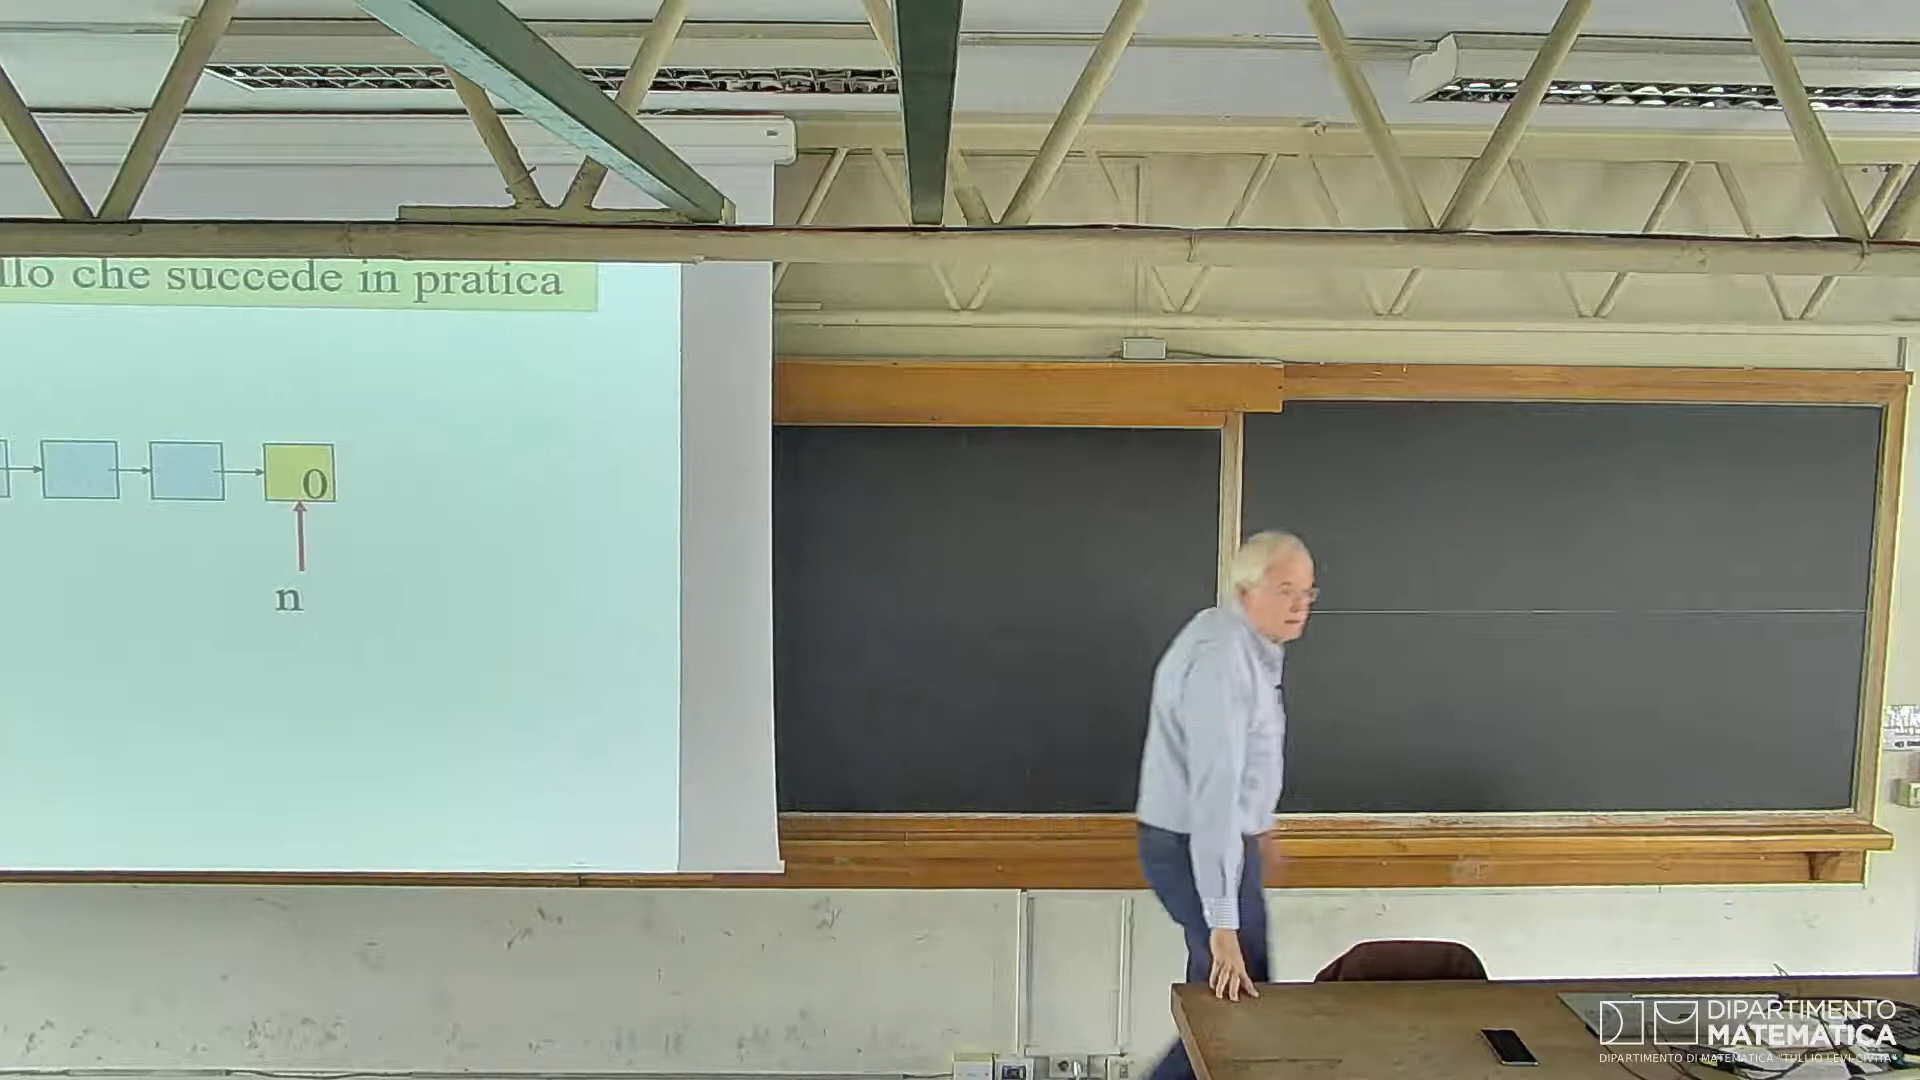 llo che succede in pratica
0
n
DIPARTIMENTO
MATEMATICA
DIPARTIMENTO DI MATEMATICA "TULLIO LEVI-CIVITA"